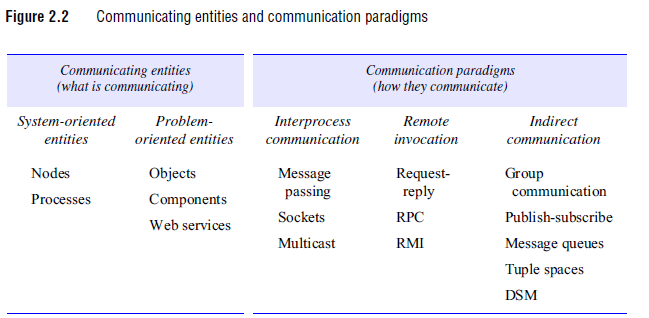 Figure 2.2 Communicating entities and communication paradigms
Communicating entities
(what is communicating)
Communication paradigms
(how they communicate)
System-oriented
entities
Problem-
oriented entities
Interprocess
communication
Remote
invocation
Indirect
communication
Nodes
Processes
Objects
Components
Web services
Message
passing
Sockets
Multicast
Request-
reply
RPC
RMI
Group
communication
Publish-subscribe
Message queues
Tuple spaces
DSM